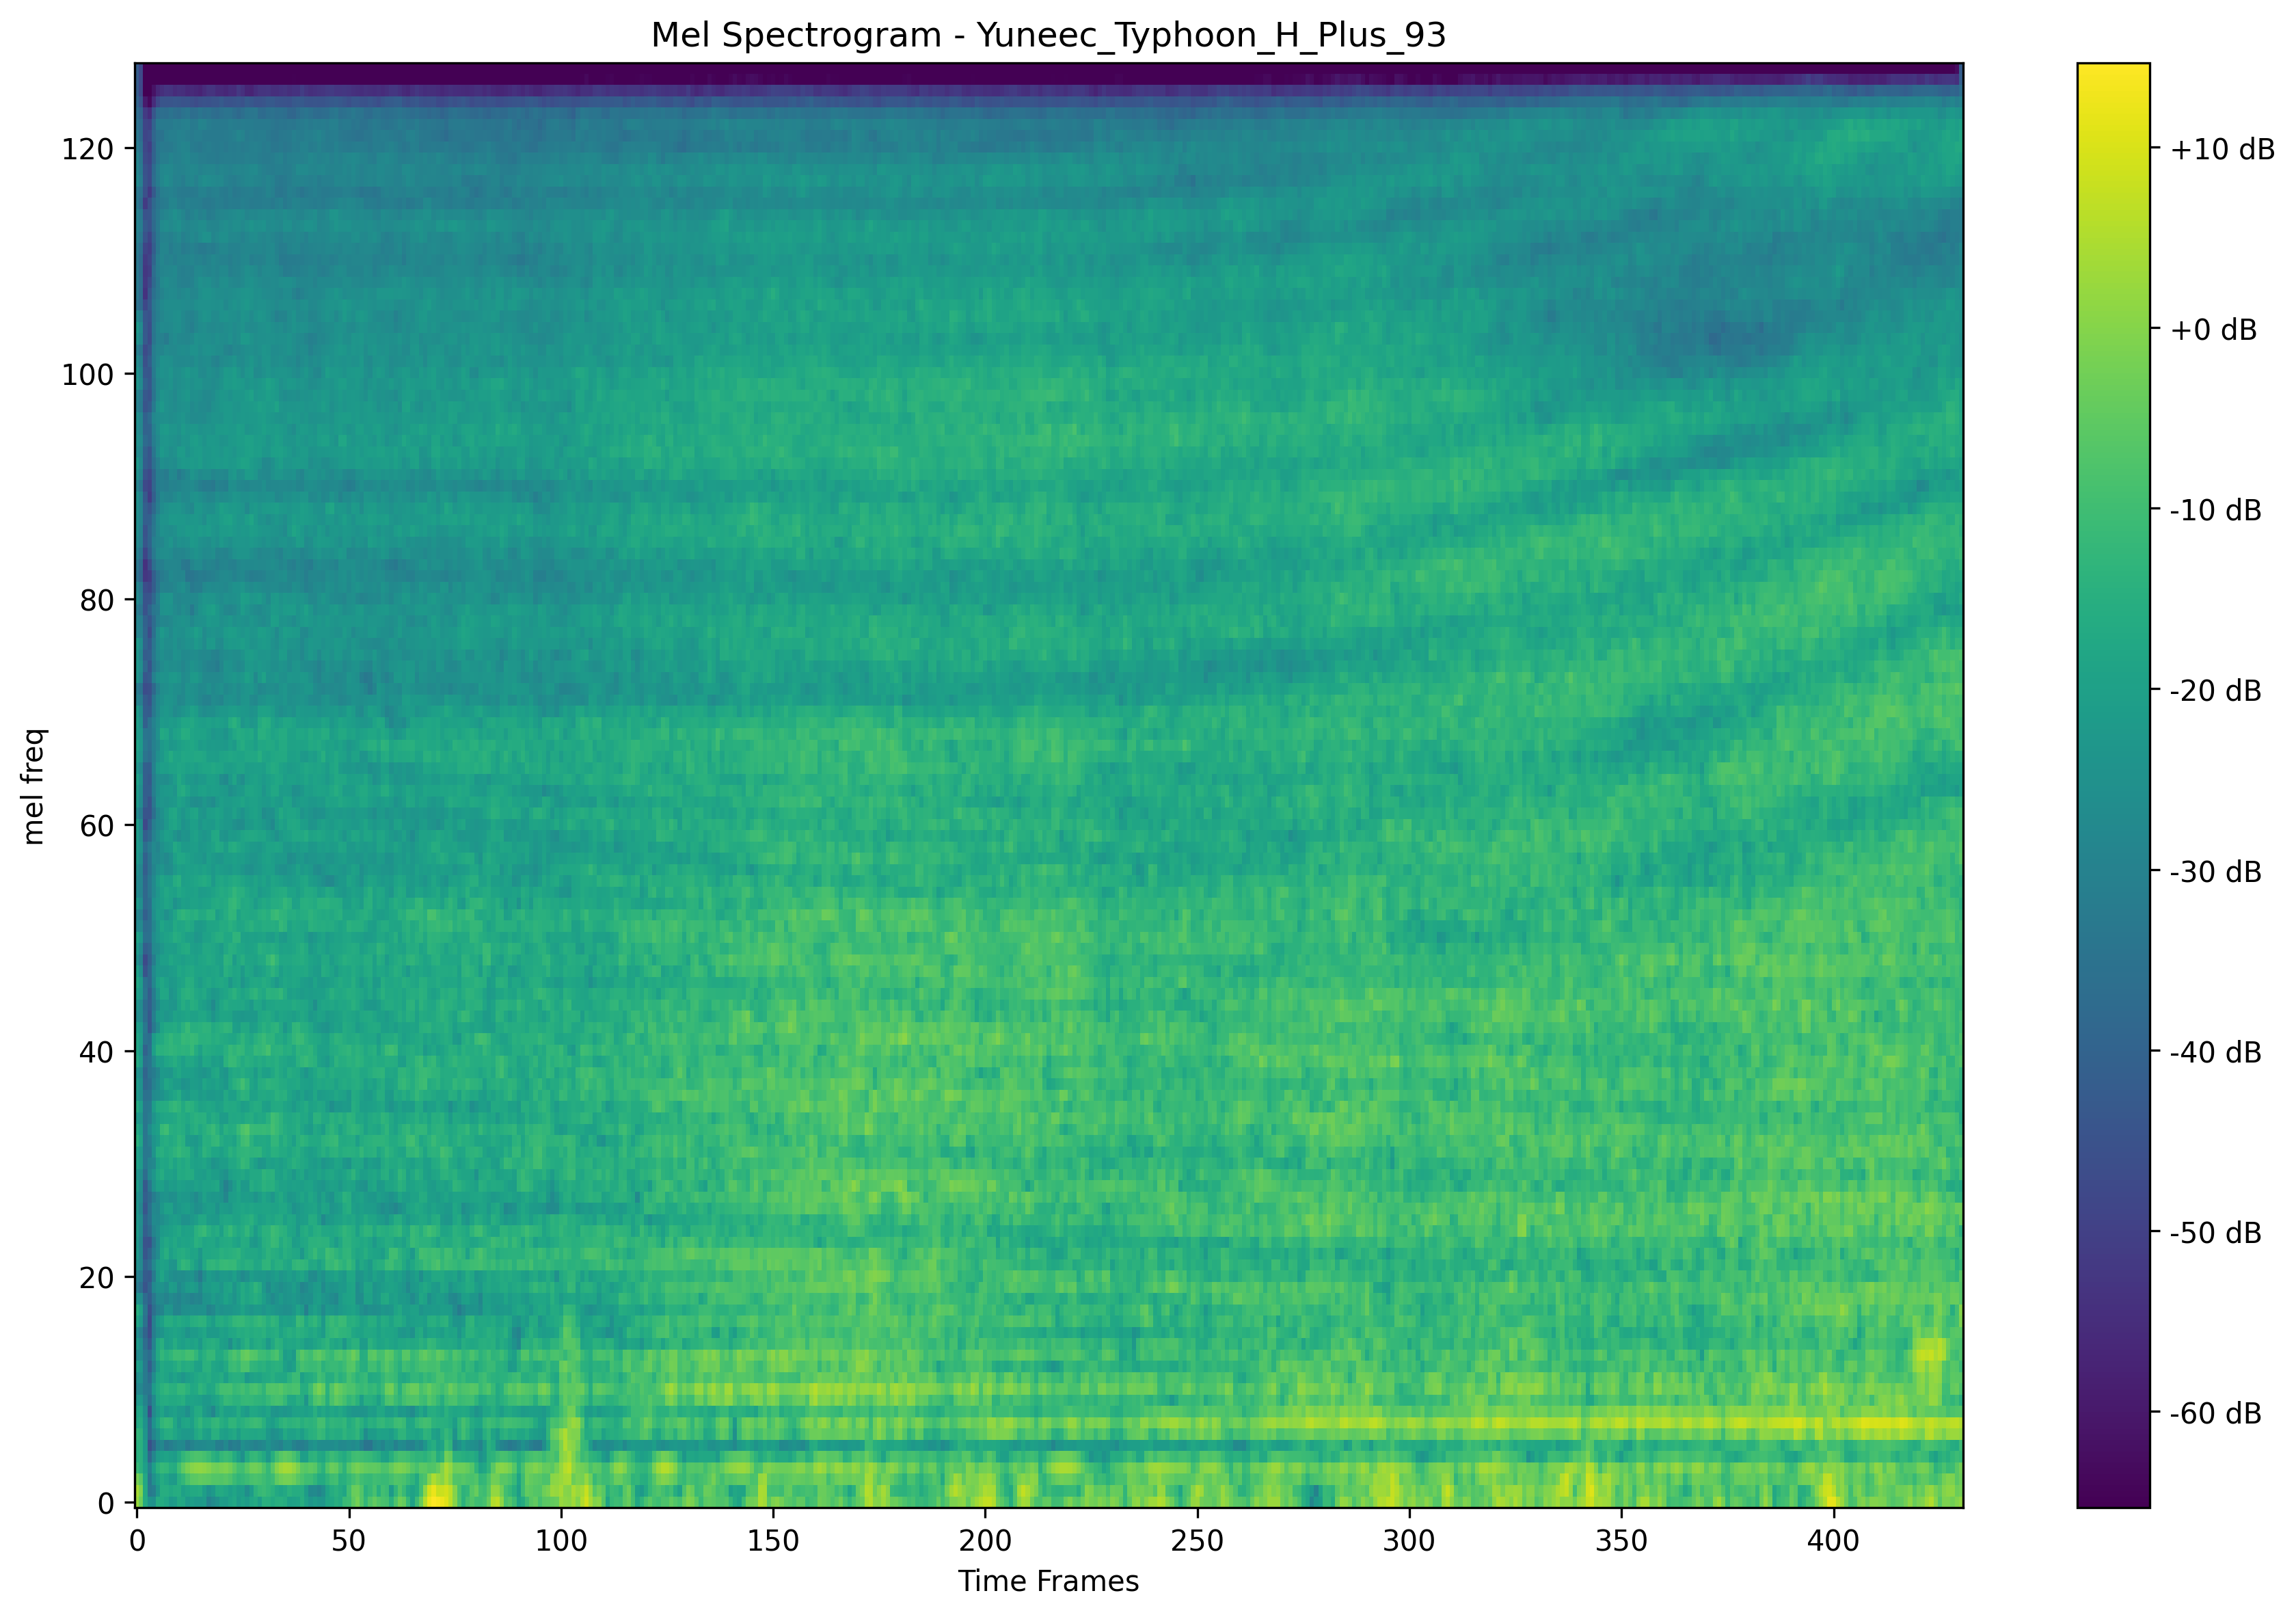 Mel Spectrogram - Yuneec_Typhoon_H_Plus_93
mel freq
120
100
80
60
40
20
0
0 50 100 150 200 250 300 350 400
Time Frames
+10 dB
+0 dB
-10 dB
-20 dB
-30 dB
-40 dB
-50 dB
-60 dB